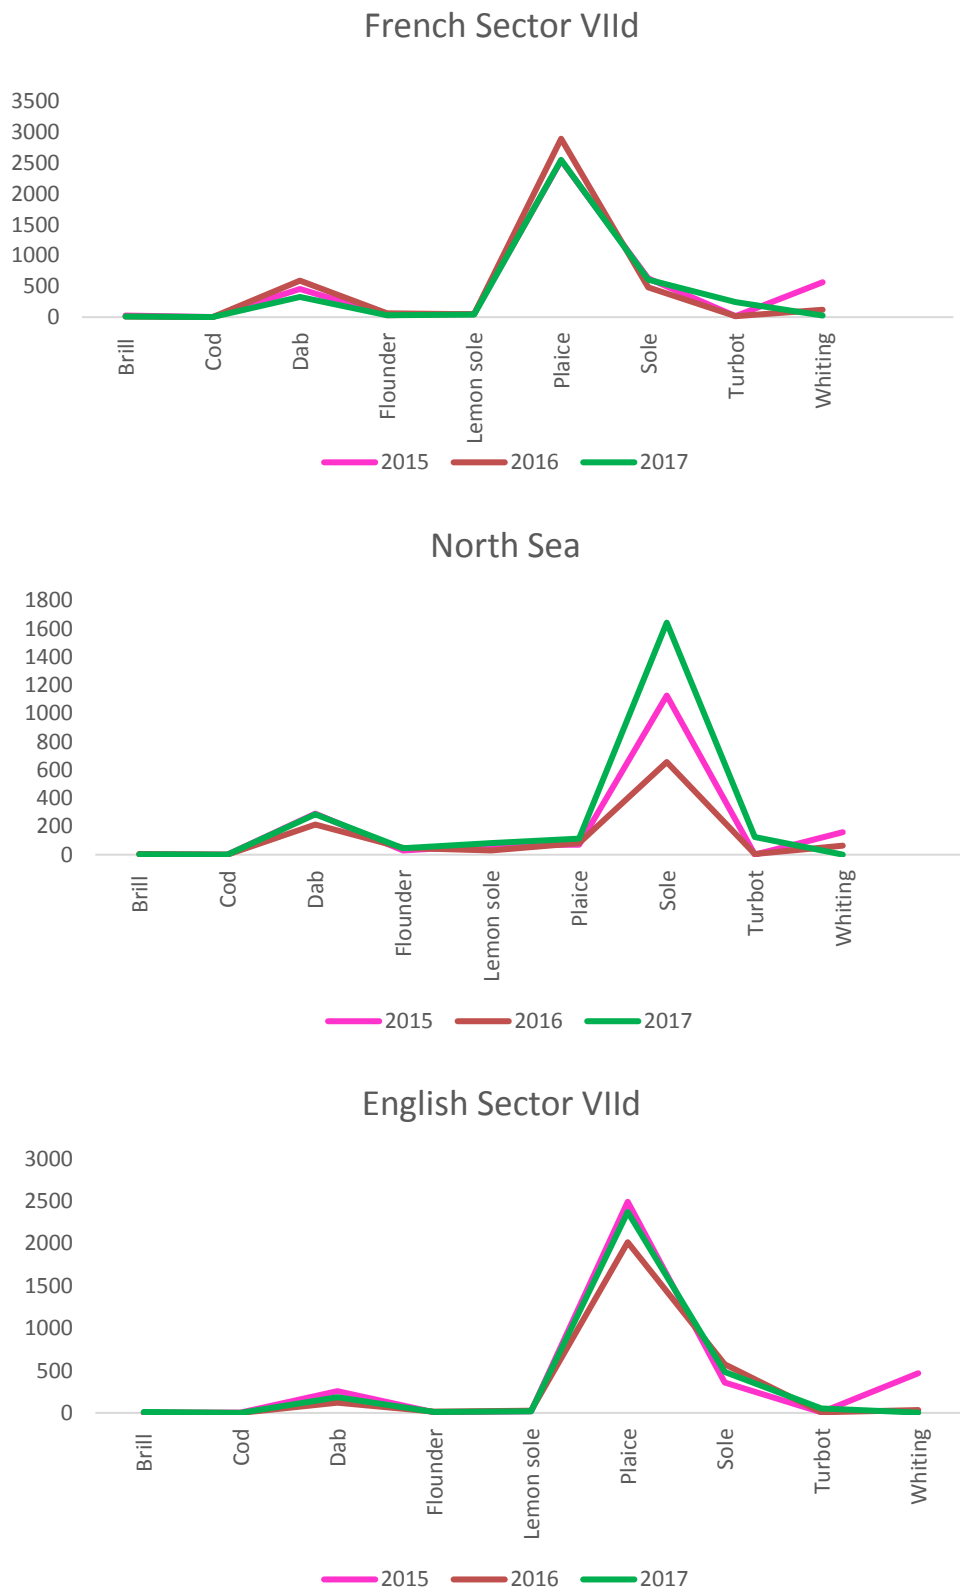 French Sector VIId
3500
3000
2500
2000
1500
1000
500
0
Brill
Cod
Dab
Flounder
Lemon sole
Plaice
Sole
Turbot
Whiting
2015 2016 2017
North Sea
1800
1600
1400
1200
1000
800
600
400
200
0
Brill
Cod
Dab
Flounder
Lemon sole
Plaice
Sole
Turbot
Whiting
2015 2016 2017
English Sector VIId
3000
2500
2000
1500
1000
500
0
Brill
Cod
Dab
Flounder
Lemon sole
Plaice
Sole
Turbot
Whiting
2015 2016 2017